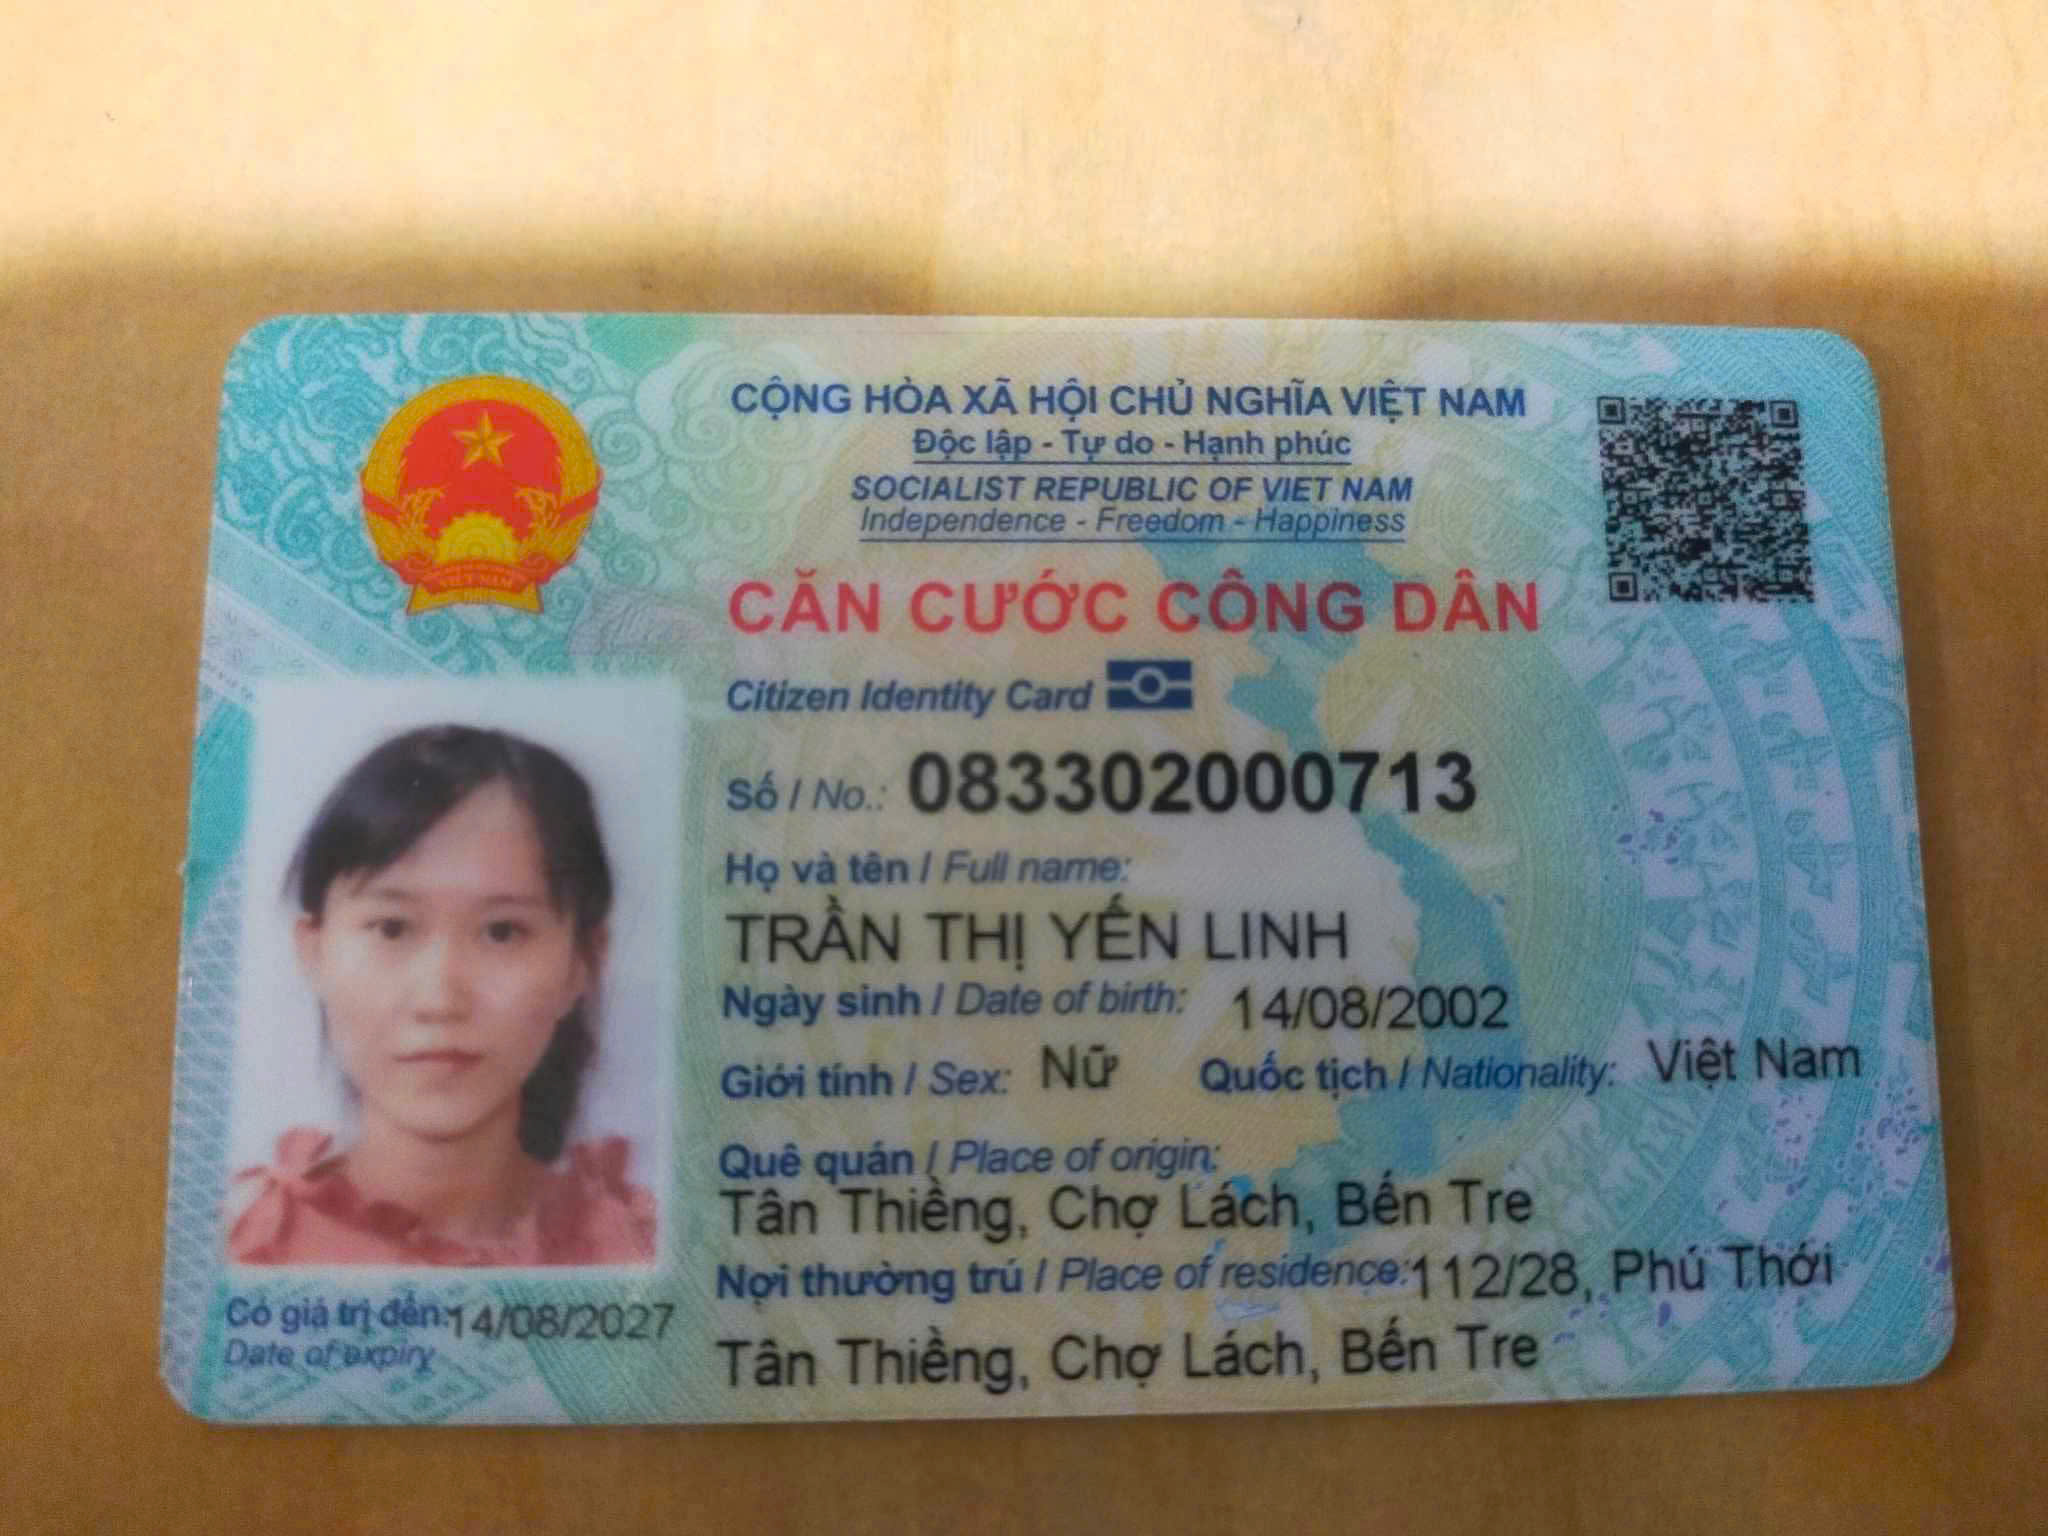 CỘNG HÒA XÃ HỘI CHỦ NGHĨA VIỆT NAM
Độc lập - Tự do - Hạnh phúc
SOCIALIST REPUBLIC OF VIET NAM
Independence - Freedom - Happiness
CĂN CƯỚC CÔNG DÂN
Citizen Identity Card
Số / No.: 083302000713
Họ và tên / Full name:
TRẦN THỊ YẾN LINH
Ngày sinh / Date of birth: 14/08/2002
Giới tính / Sex: Nữ Quốc tịch / Nationality: Việt Nam
Quê quán / Place of origin:
Tân Thiềng, Chợ Lách, Bến Tre
Nơi thường trú / Place of residence: 112/28, Phú Thới
Tân Thiềng, Chợ Lách, Bến Tre
Có giá trị đến: 14/08/2027
Date of expiry
VIỆT NAM